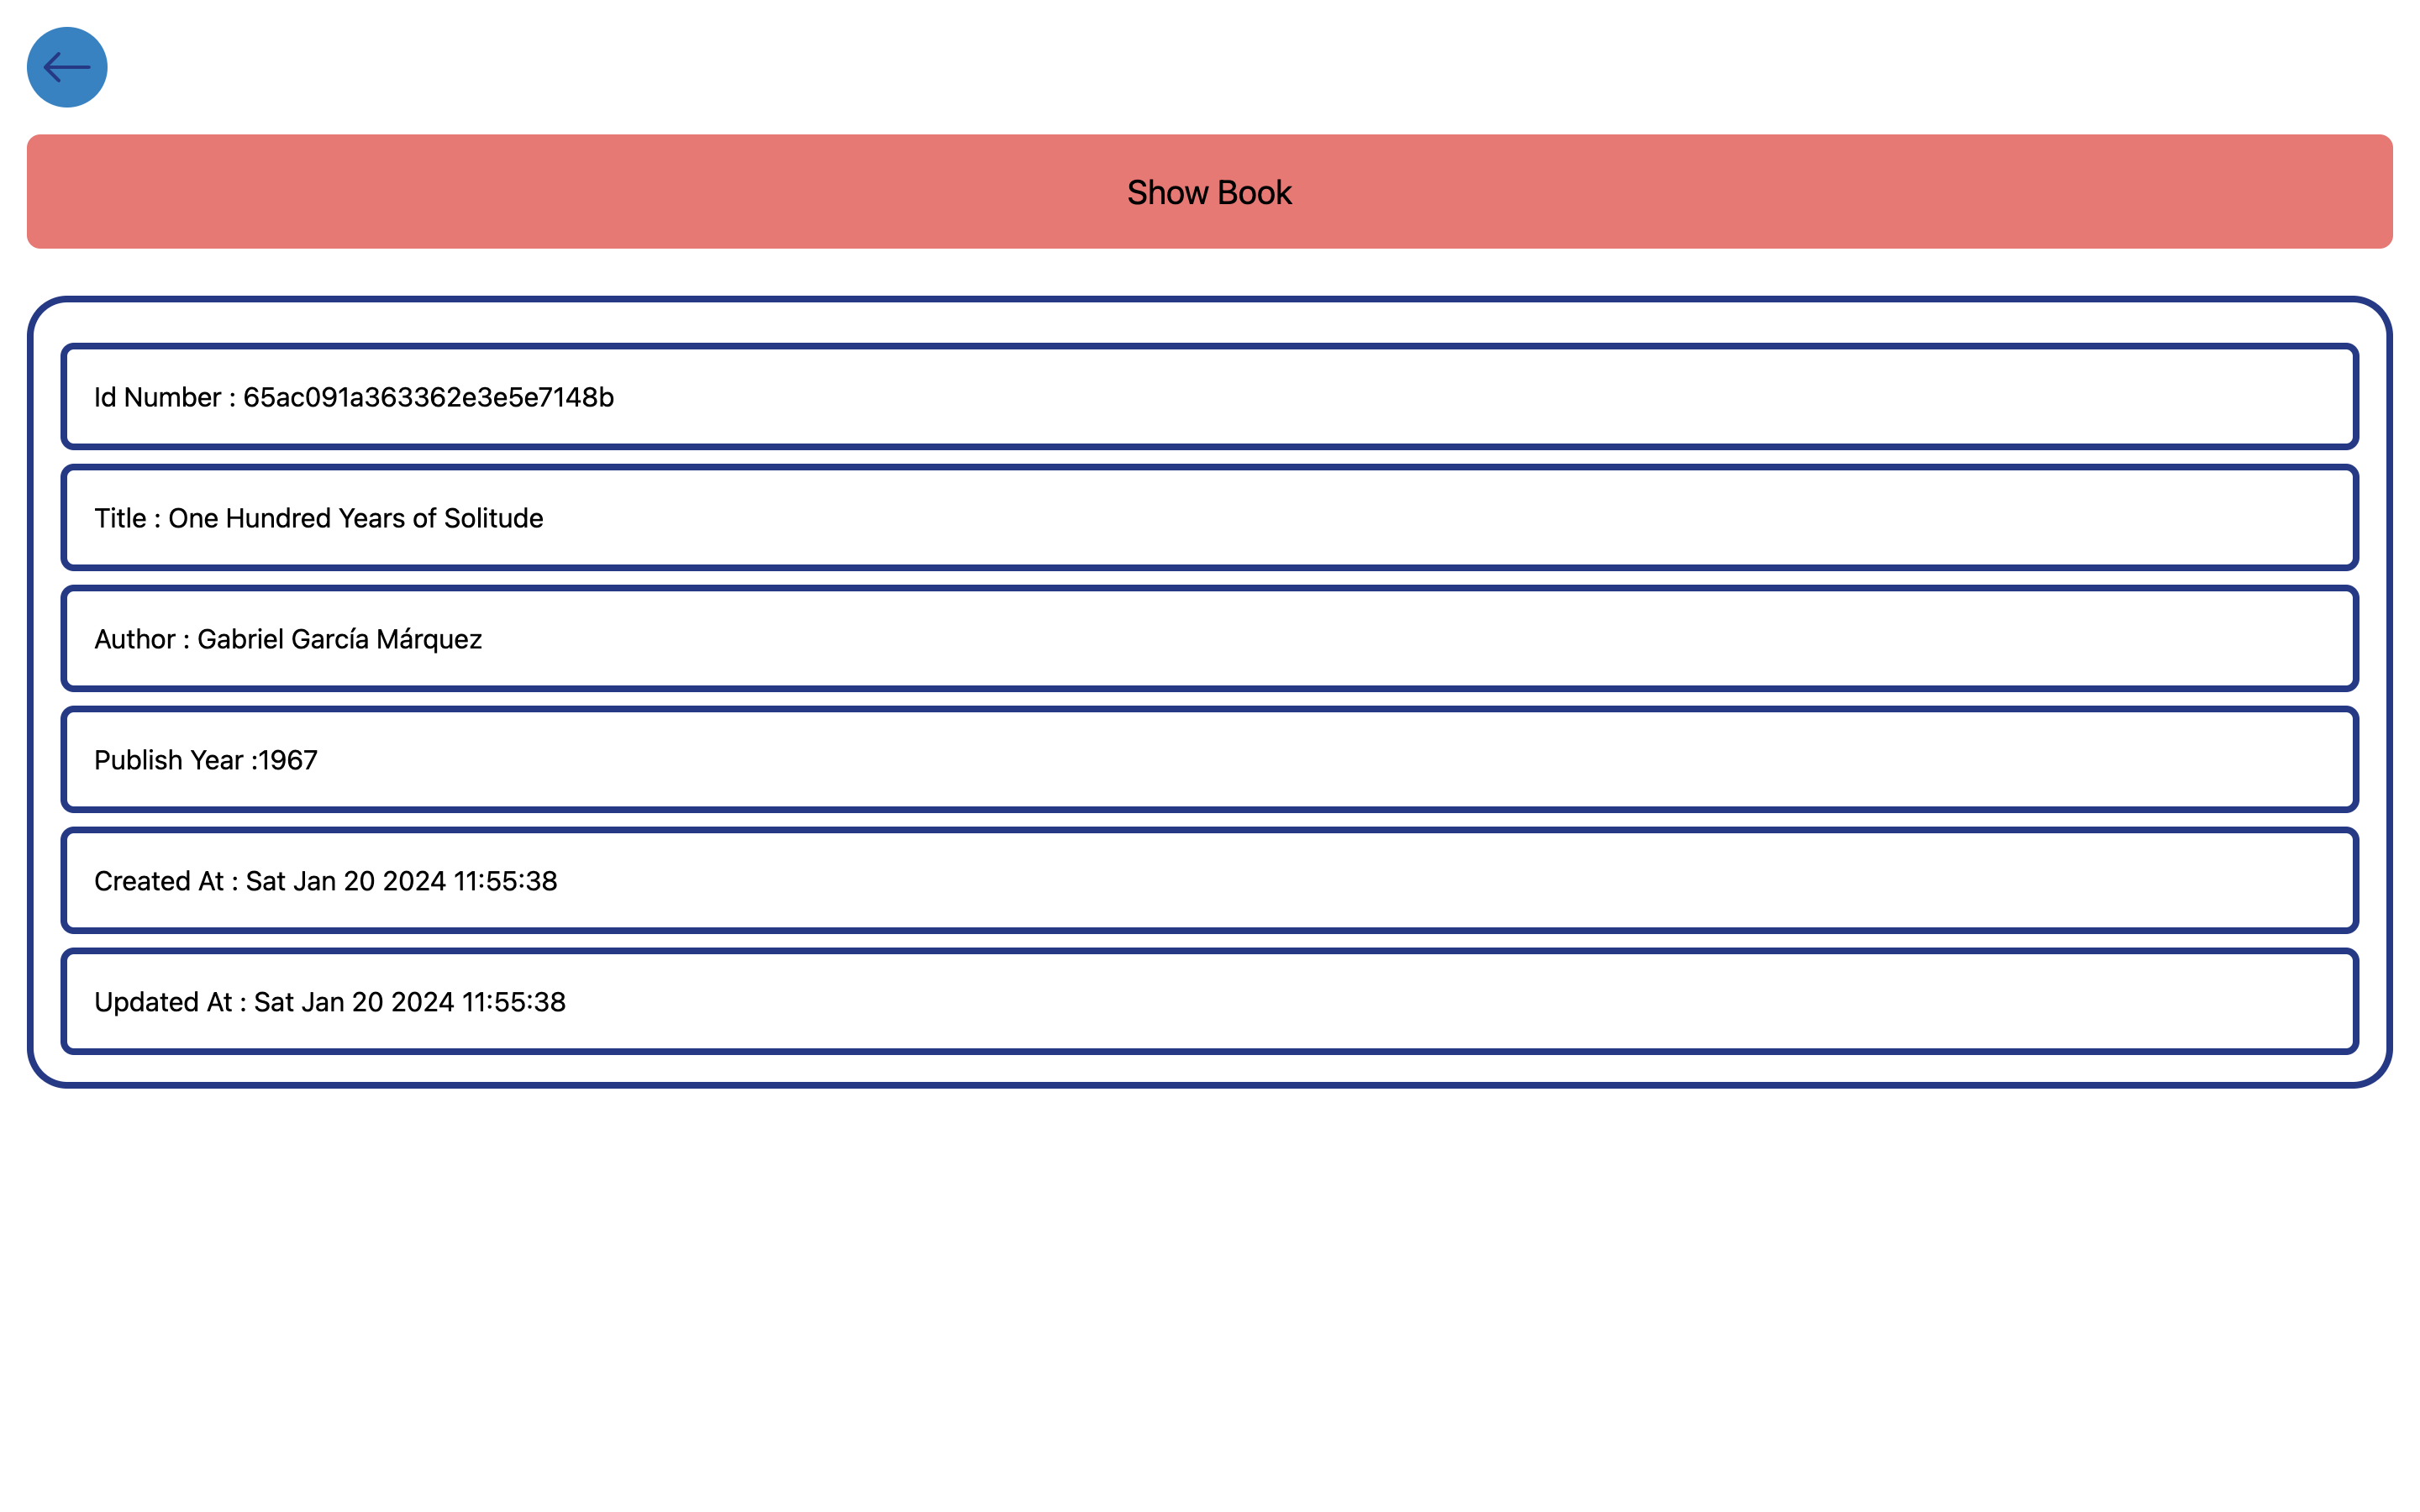 Show Book
Id Number : 65ac091a363362e3e5e7148b
Title : One Hundred Years of Solitude
Author : Gabriel García Márquez
Publish Year :1967
Created At : Sat Jan 20 2024 11:55:38
Updated At : Sat Jan 20 2024 11:55:38